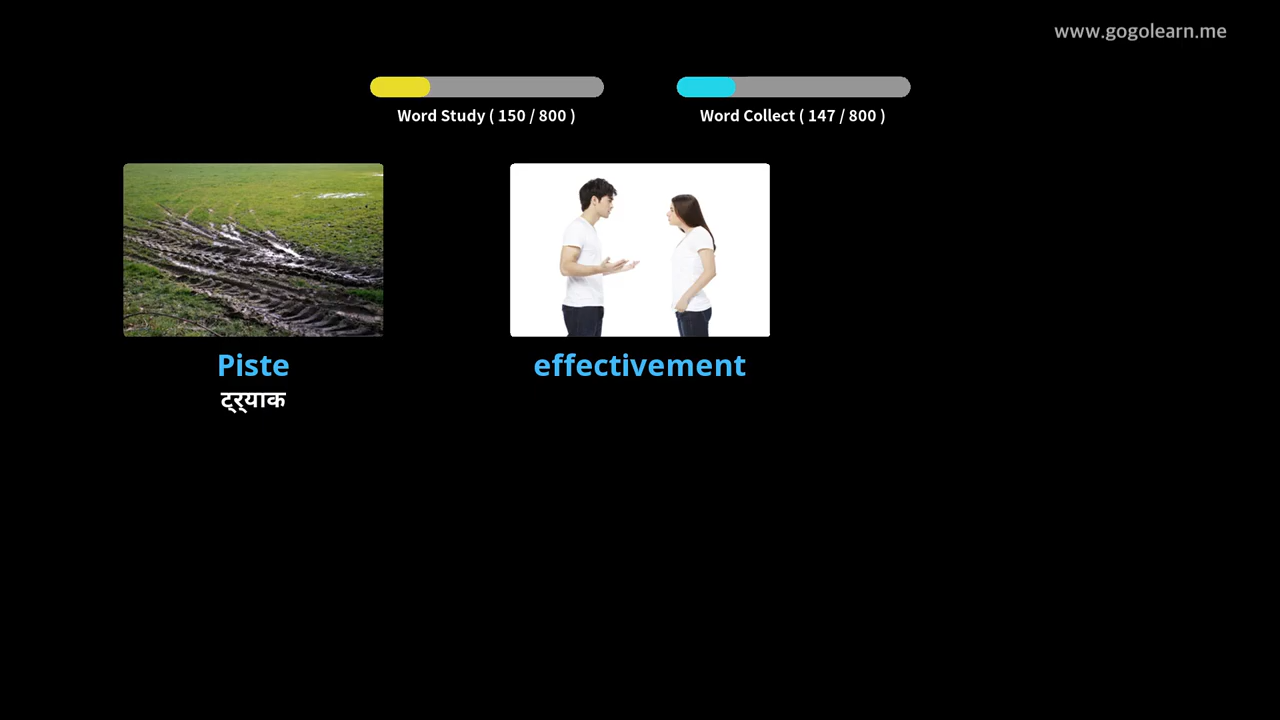 www.gogolearn.me
Word Study ( 150 / 800 )
Word Collect ( 147 / 800 )
Piste
ट्र्याक
effectivement